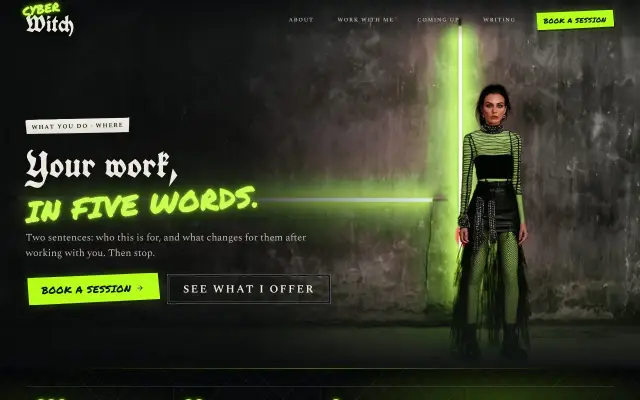 CYBER
Witch
ABOUT
WORK WITH ME
COMING UP
WRITING
BOOK A SESSION
WHAT YOU DO · WHERE
Your work,
IN FIVE WORDS.
Two sentences: who this is for, and what changes for them after
working with you. Then stop.
BOOK A SESSION →
SEE WHAT I OFFER